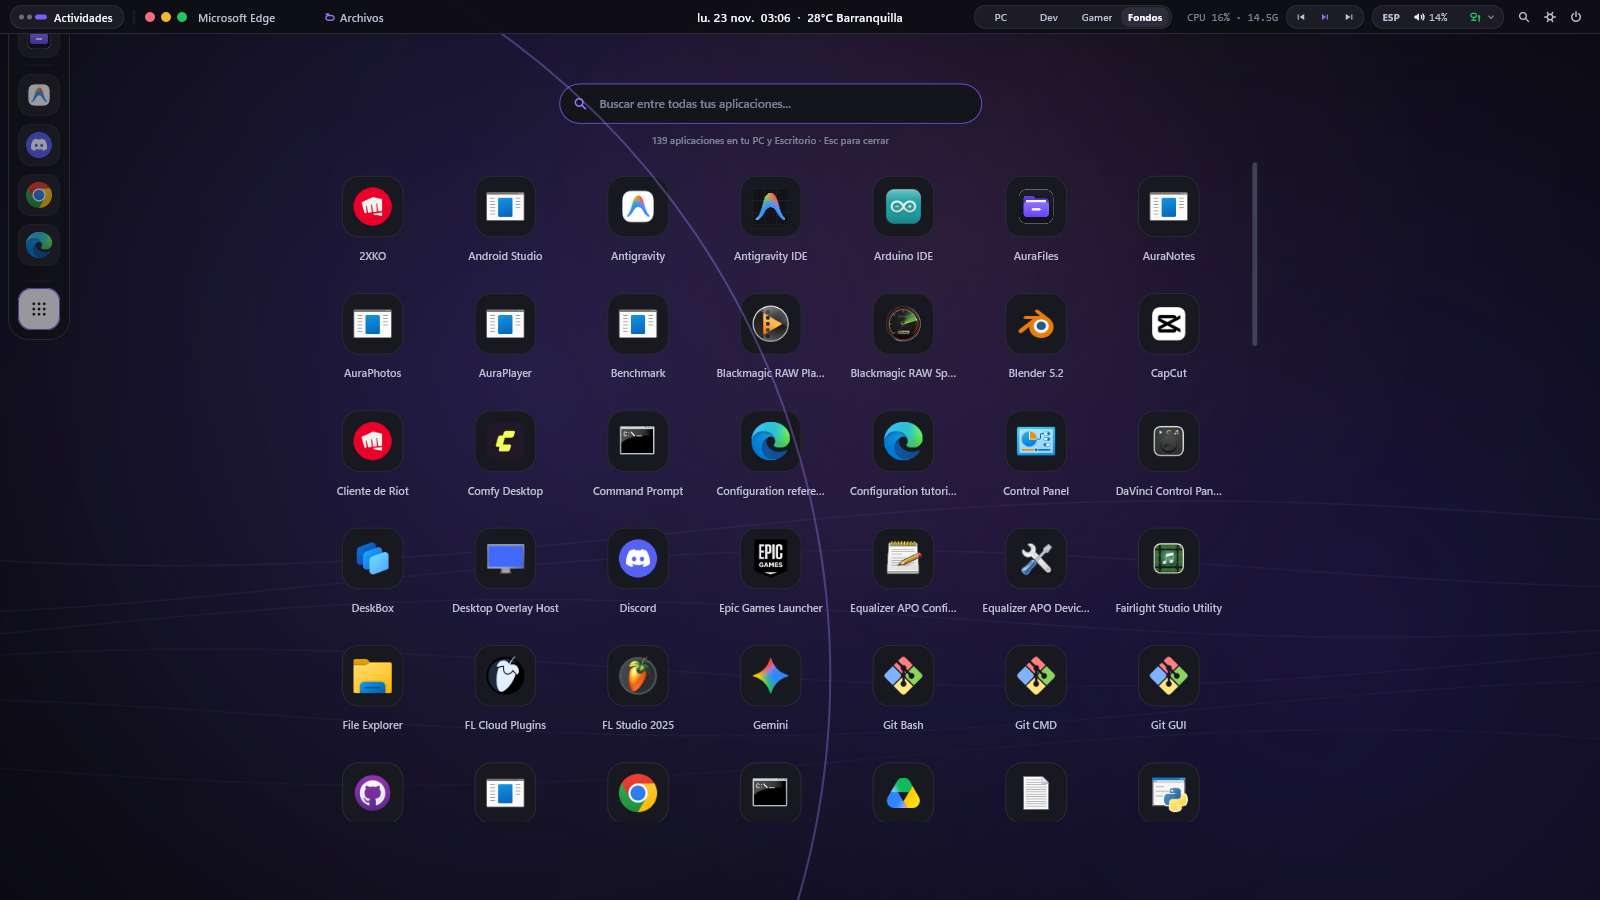 Actividades
Microsoft Edge
Archivos
lu. 23 nov. 03:06 · 28°C Barranquilla
PC Dev Gamer Fondos
CPU 16% · 14.5G
ESP 14%
Buscar entre todas tus aplicaciones...
139 aplicaciones en tu PC y Escritorio · Esc para cerrar
2XKO
Android Studio
Antigravity
Antigravity IDE
Arduino IDE
AuraFiles
AuraNotes
AuraPhotos
AuraPlayer
Benchmark
Blackmagic RAW Pla...
Blackmagic RAW Sp...
Blender 5.2
CapCut
Cliente de Riot
Comfy Desktop
C:\_
Command Prompt
Configuration refere...
Configuration tutori...
Control Panel
DaVinci Control Pan...
DeskBox
Desktop Overlay Host
Discord
EPIC
GAMES
Epic Games Launcher
Equalizer APO Confi...
Equalizer APO Devic...
Fairlight Studio Utility
File Explorer
FL Cloud Plugins
FL Studio 2025
Gemini
Git Bash
Git CMD
Git GUI
C:\_